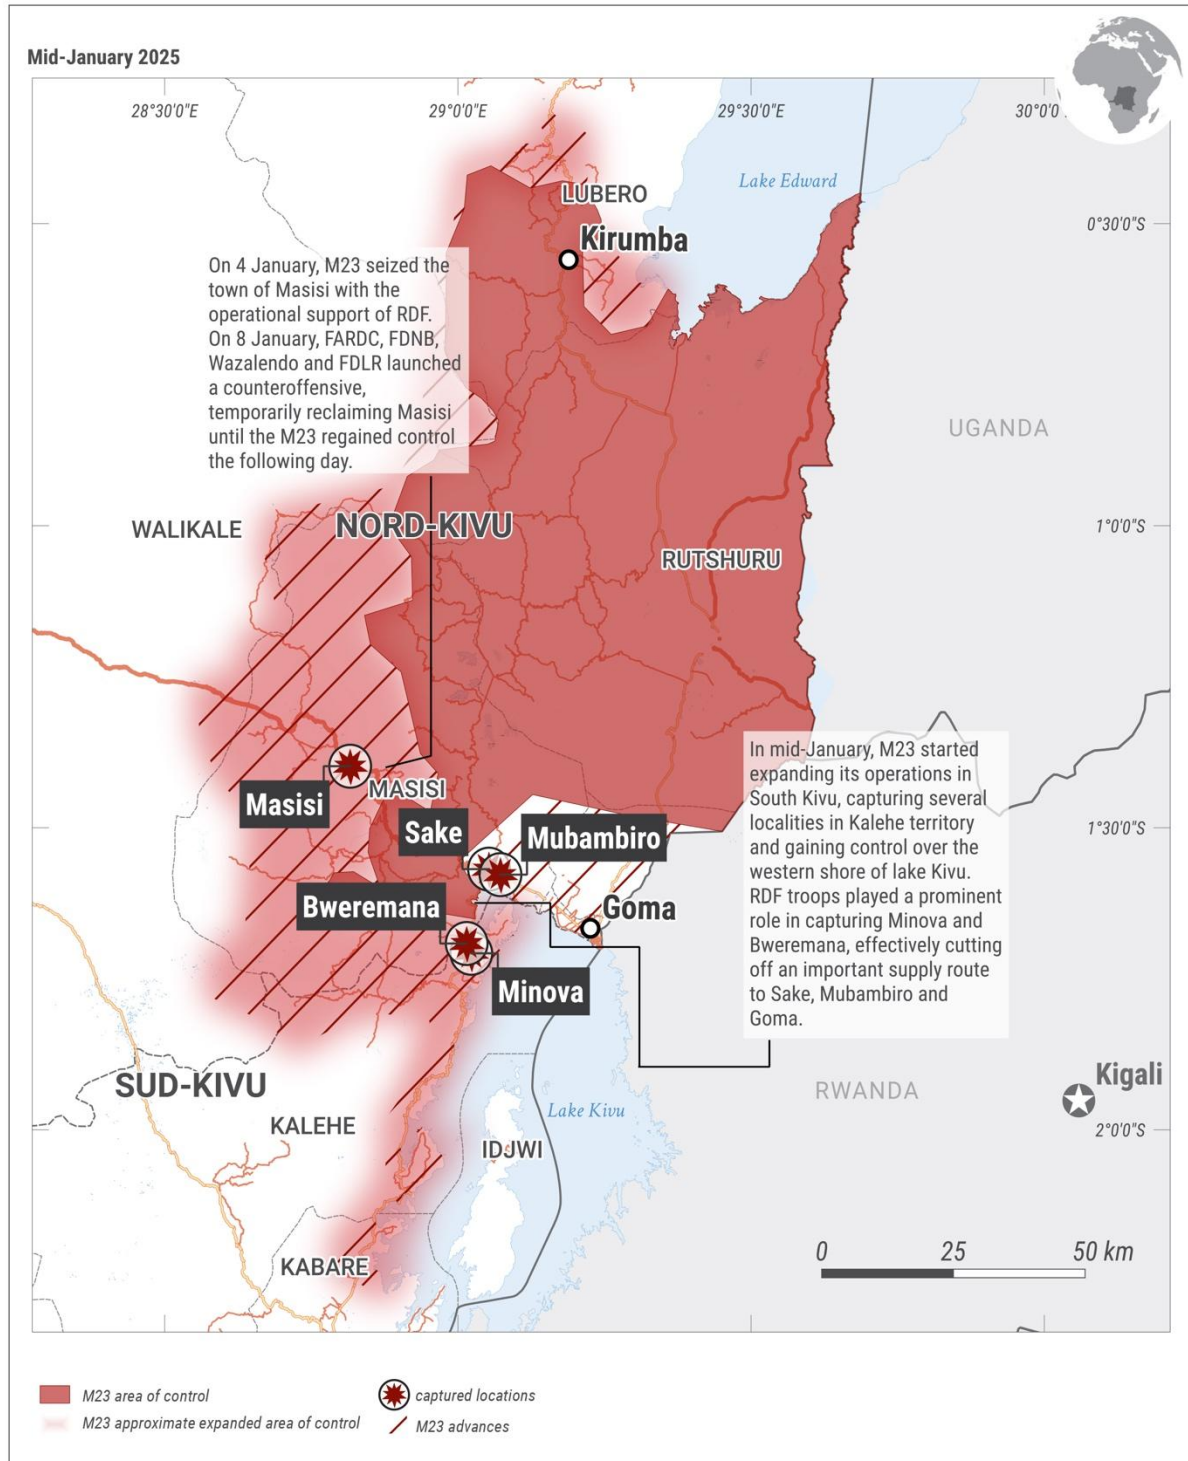 Mid-January 2025
28°30'0"E
29°0'0"E
29°30'0"E
30°0'
Lake Edward
LUBERO
0°30'0"S
Kirumba
On 4 January, M23 seized the
town of Masisi with the
operational support of RDF.
On 8 January, FARDC, FDNB,
Wazalendo and FDLR launched
a counteroffensive,
temporarily reclaiming Masisi
until the M23 regained control
the following day.
UGANDA
WALIKALE
NORD-KIVU
1°0'0"S
RUTSHURU
In mid-January, M23 started
expanding its operations in
South Kivu, capturing several
localities in Kalehe territory
and gaining control over the
western shore of lake Kivu.
RDF troops played a prominent
role in capturing Minova and
Bweremana, effectively cutting
off an important supply route
to Sake, Mubambiro and
Goma.
Masisi
MASISI
Sake
Mubambiro
1°30'0"S
Bweremana
Goma
Minova
SUD-KIVU
Kigali
RWANDA
Lake Kivu
KALEHE
IDJWI
2°0'0"S
KABARE
0 25 50 km
M23 area of control
captured locations
M23 approximate expanded area of control
M23 advances